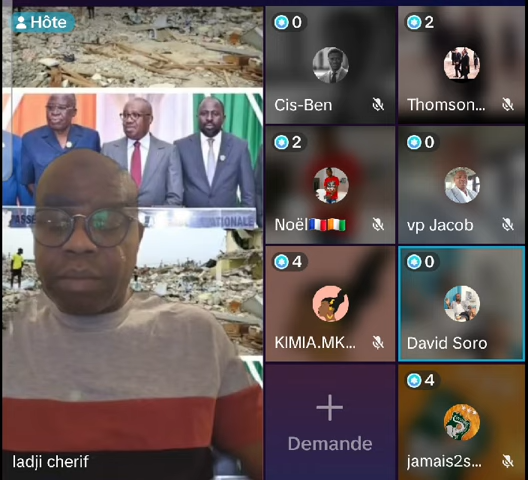 Hôte
0
Cis-Ben
2
Thomson...
2
Noël🇫🇷🇨🇮
0
vp Jacob
4
KIMIA.MK...
0
David Soro
Demande
4
jamais2s...
ladji cherif